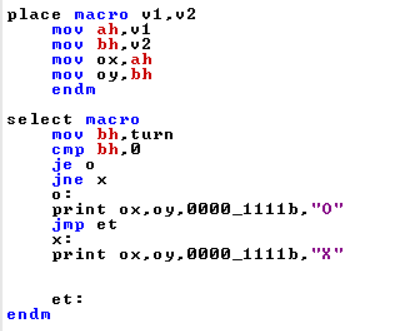 place macro v1,v2
mov ah,v1
mov bh,v2
mov ox,ah
mov oy,bh
endm
select macro
mov bh,turn
cmp bh,0
je o
jne x
o:
print ox,oy,0000_1111b,"O"
jmp et
x:
print ox,oy,0000_1111b,"X"
et:
endm